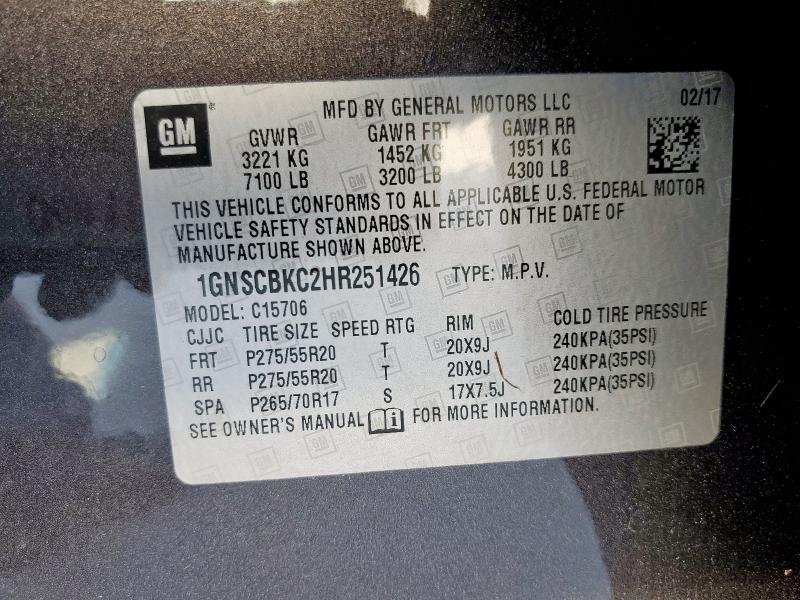 MFD BY GENERAL MOTORS LLC 02/17
GM
GVWR GAWR FRT GAWR RR
3221 KG 1452 KG 1951 KG
7100 LB 3200 LB 4300 LB
THIS VEHICLE CONFORMS TO ALL APPLICABLE U.S. FEDERAL MOTOR
VEHICLE SAFETY STANDARDS IN EFFECT ON THE DATE OF
MANUFACTURE SHOWN ABOVE.
1GNSCBKC2HR251426 TYPE: M.P.V.
MODEL: C15706
CJJC TIRE SIZE SPEED RTG RIM COLD TIRE PRESSURE
FRT P275/55R20 T 20X9J 240KPA(35PSI)
RR P275/55R20 T 20X9J 240KPA(35PSI)
SPA P265/70R17 S 17X7.5J 240KPA(35PSI)
SEE OWNER'S MANUAL i FOR MORE INFORMATION.